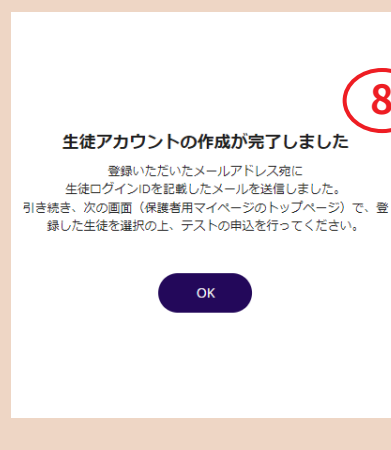 8
生徒アカウントの作成が完了しました
登録いただいたメールアドレス宛に
生徒ログインIDを記載したメールを送信しました。
引き続き、次の画面（保護者用マイページのトップページ）で、登
録した生徒を選択の上、テストの申込を行ってください。
OK